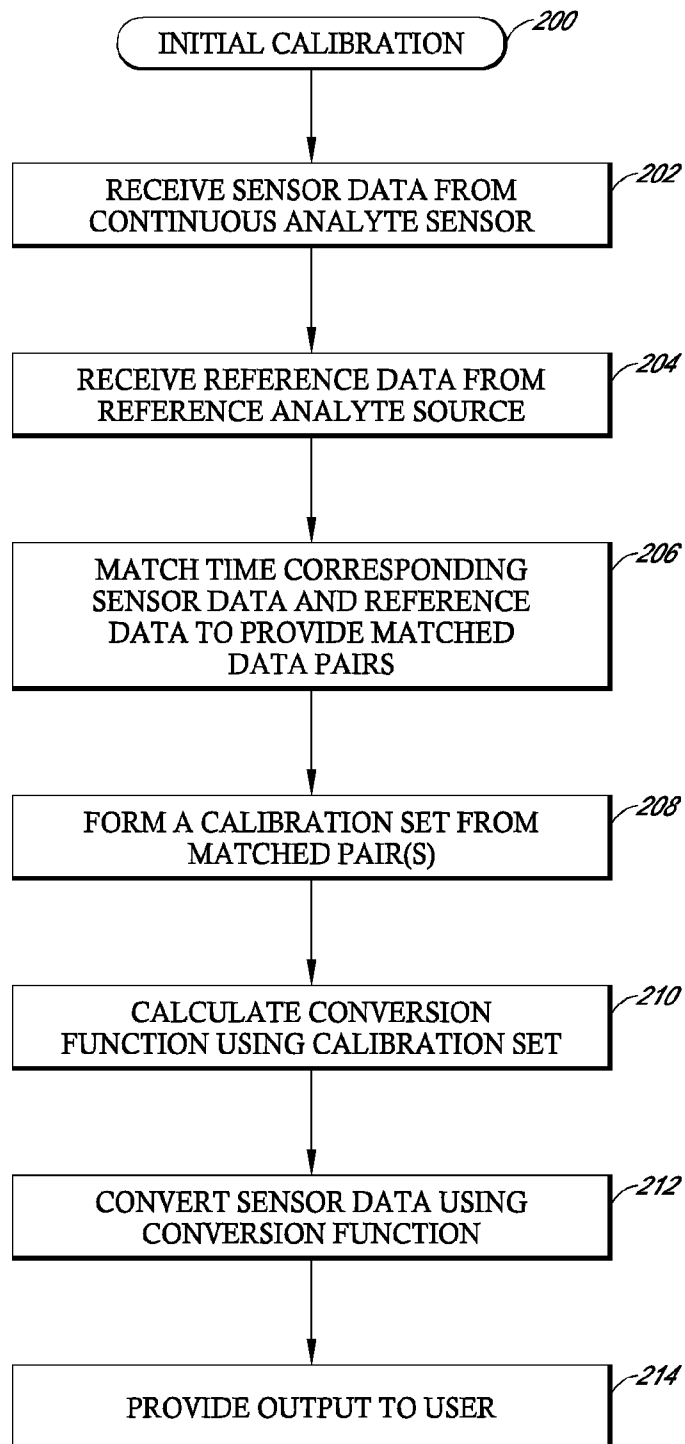 INITIAL CALIBRATION
200
202
RECEIVE SENSOR DATA FROM
CONTINUOUS ANALYTE SENSOR
204
RECEIVE REFERENCE DATA FROM
REFERENCE ANALYTE SOURCE
206
MATCH TIME CORRESPONDING
SENSOR DATA AND REFERENCE
DATA TO PROVIDE MATCHED
DATA PAIRS
208
FORM A CALIBRATION SET FROM
MATCHED PAIR(S)
210
CALCULATE CONVERSION
FUNCTION USING CALIBRATION SET
212
CONVERT SENSOR DATA USING
CONVERSION FUNCTION
214
PROVIDE OUTPUT TO USER